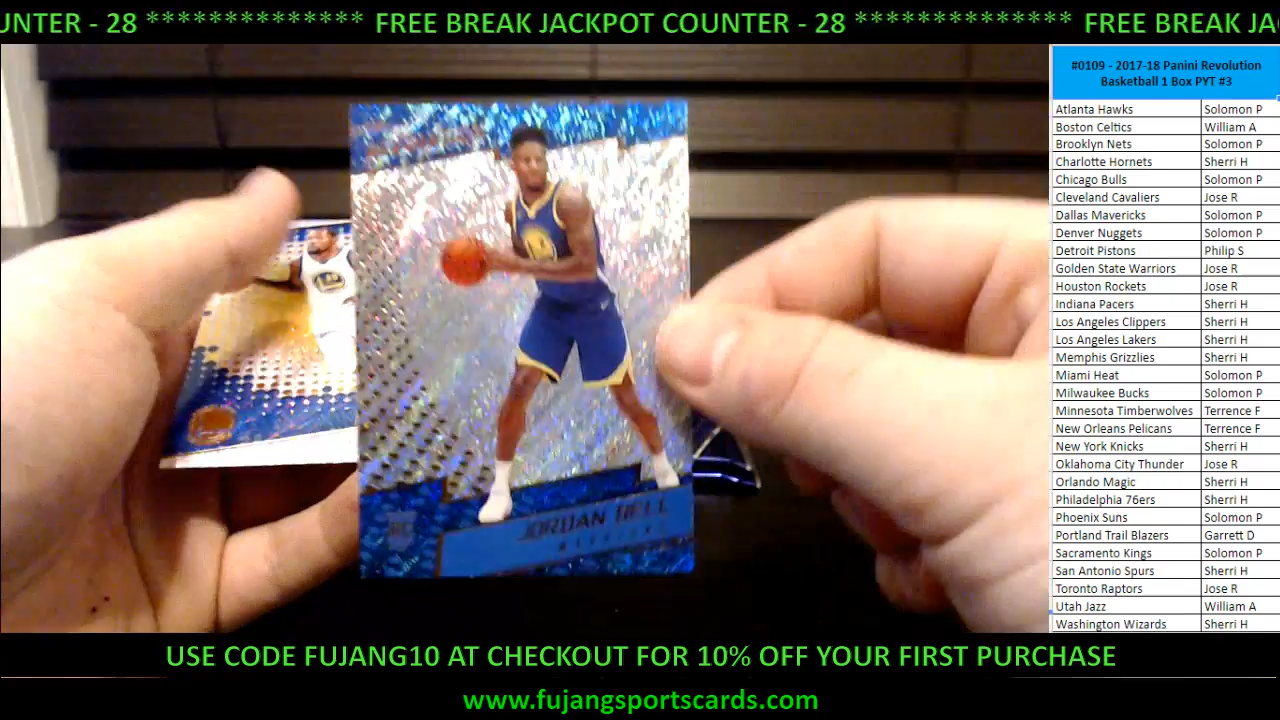 UNTER - 28 ************** FREE BREAK JACKPOT COUNTER - 28 ************** FREE BREAK JA
#0109 - 2017-18 Panini Revolution
Basketball 1 Box PYT #3
Atlanta Hawks Solomon P
Boston Celtics William A
Brooklyn Nets Solomon P
Charlotte Hornets Sherri H
Chicago Bulls Solomon P
Cleveland Cavaliers Jose R
Dallas Mavericks Solomon P
Denver Nuggets Solomon P
Detroit Pistons Philip S
Golden State Warriors Jose R
Houston Rockets Jose R
Indiana Pacers Sherri H
Los Angeles Clippers Sherri H
Los Angeles Lakers Sherri H
Memphis Grizzlies Sherri H
Miami Heat Solomon P
Milwaukee Bucks Solomon P
Minnesota Timberwolves Terrence F
New Orleans Pelicans Terrence F
New York Knicks Sherri H
Oklahoma City Thunder Jose R
Orlando Magic Sherri H
Philadelphia 76ers Sherri H
Phoenix Suns Solomon P
Portland Trail Blazers Garrett D
Sacramento Kings Solomon P
San Antonio Spurs Sherri H
Toronto Raptors Jose R
Utah Jazz William A
Washington Wizards Sherri H
JORDAN BELL
RC
USE CODE FUJANG10 AT CHECKOUT FOR 10% OFF YOUR FIRST PURCHASE
www.fujangsportscards.com